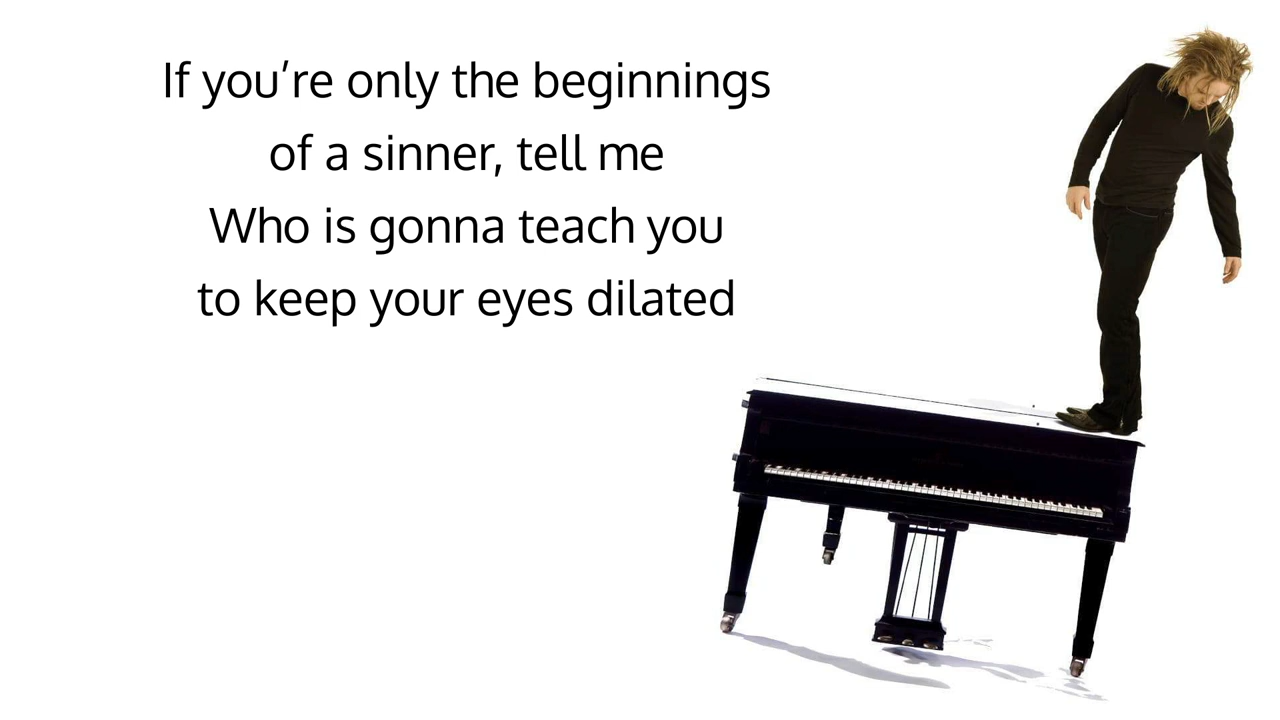 If you’re only the beginnings
of a sinner, tell me
Who is gonna teach you
to keep your eyes dilated